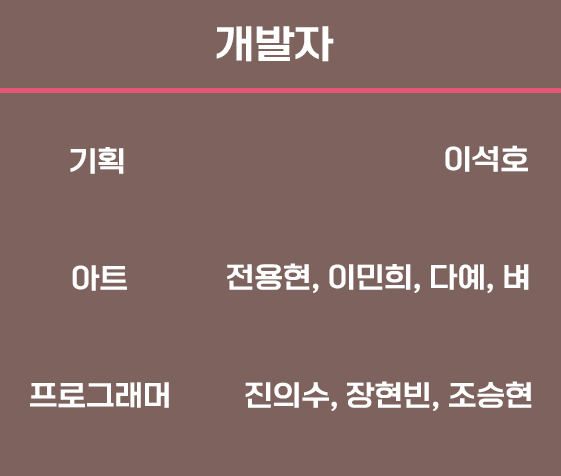 개발자
기획 이석호
아트 전용현, 이민희, 다예, 벼
프로그래머 진의수, 장현빈, 조승현